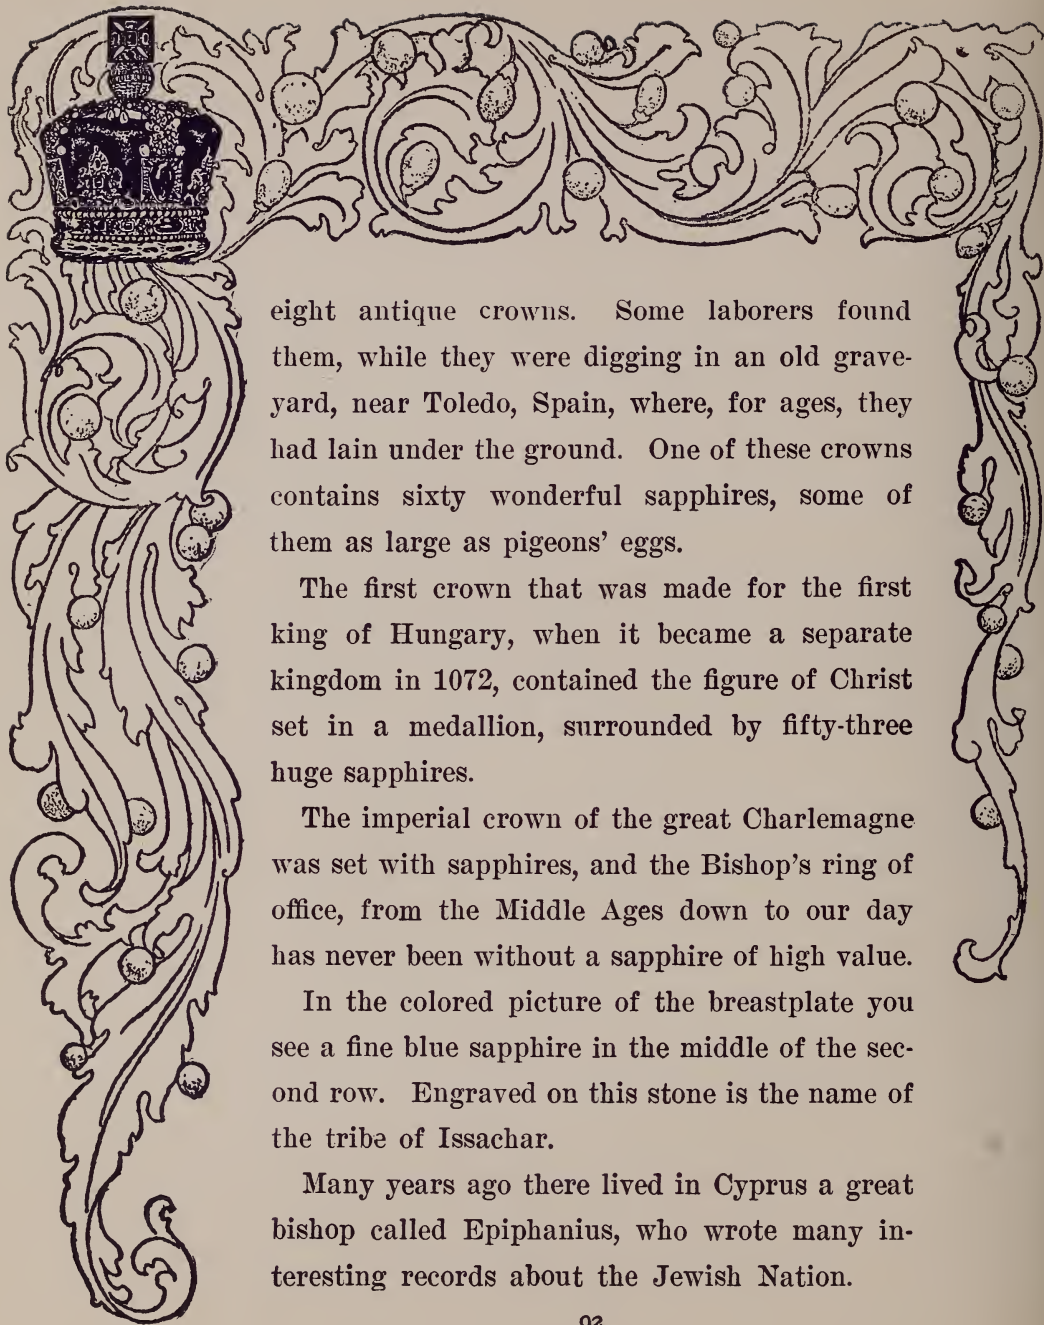 eight antique crowns. Some laborers found
them, while they were digging in an old grave-
yard, near Toledo, Spain, where, for ages, they
had lain under the ground. One of these crowns
contains sixty wonderful sapphires, some of
them as large as pigeons’ eggs.
The first crown that was made for the first
king of Hungary, when it became a separate
kingdom in 1072, contained the figure of Christ
set in a medallion, surrounded by fifty-three
huge sapphires.
The imperial crown of the great Charlemagne
was set with sapphires, and the Bishop’s ring of
office, from the Middle Ages down to our day
has never been without a sapphire of high value.
In the colored picture of the breastplate you
see a fine blue sapphire in the middle of the sec-
ond row. Engraved on this stone is the name of
the tribe of Issachar.
Many years ago there lived in Cyprus a great
bishop called Epiphanius, who wrote many in-
teresting records about the Jewish Nation.